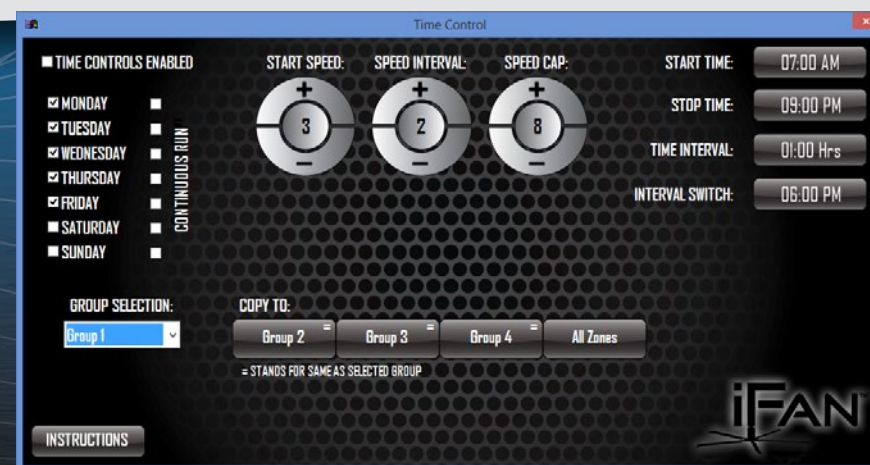 Time Control
TIME CONTROLS ENABLED
MONDAY
TUESDAY
WEDNESDAY
THURSDAY
FRIDAY
SATURDAY
SUNDAY
CONTINUOUS RUN
START SPEED:
3
SPEED INTERVAL:
2
SPEED CAP:
8
START TIME: 07:00 AM
STOP TIME: 09:00 PM
TIME INTERVAL: 01:00 Hrs
INTERVAL SWITCH: 06:00 PM
GROUP SELECTION:
Group 1
COPY TO:
Group 2 = Group 3 = Group 4 = All Zones
= STANDS FOR SAME AS SELECTED GROUP
INSTRUCTIONS
iFAN